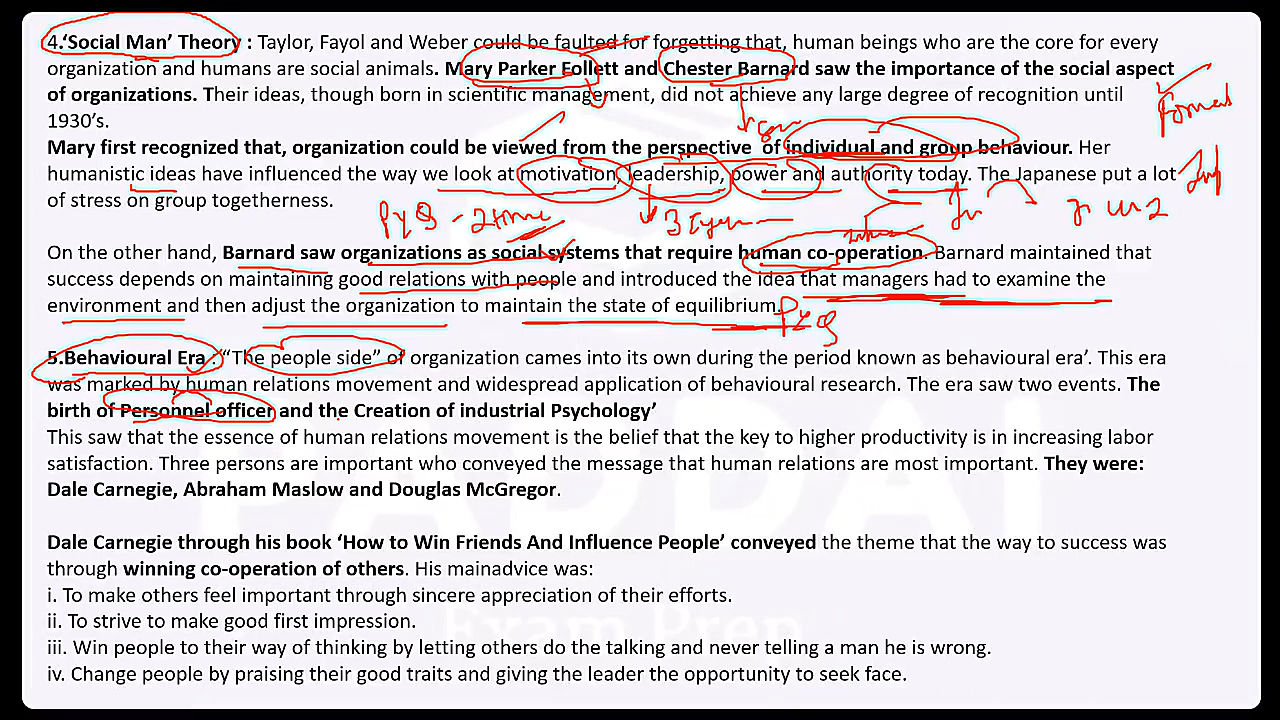 4.‘Social Man’ Theory : Taylor, Fayol and Weber could be faulted for forgetting that, human beings who are the core for every
organization and humans are social animals. Mary Parker Follett and Chester Barnard saw the importance of the social aspect
of organizations. Their ideas, though born in scientific management, did not achieve any large degree of recognition until
Formal
1930’s.
Mary first recognized that, organization could be viewed from the perspective of individual and group behaviour. Her
humanistic ideas have influenced the way we look at motivation, leadership, power and authority today. The Japanese put a lot
of stress on group togetherness.
PyQ - 2 time
On the other hand, Barnard saw organizations as social systems that require human co-operation. Barnard maintained that
success depends on maintaining good relations with people and introduced the idea that managers had to examine the
environment and then adjust the organization to maintain the state of equilibrium.
PYQ
5.Behavioural Era : “The people side” of organization cames into its own during the period known as behavioural era’. This era
was marked by human relations movement and widespread application of behavioural research. The era saw two events. The
birth of Personnel officer and the Creation of industrial Psychology’
This saw that the essence of human relations movement is the belief that the key to higher productivity is in increasing labor
satisfaction. Three persons are important who conveyed the message that human relations are most important. They were:
Dale Carnegie, Abraham Maslow and Douglas McGregor.
Dale Carnegie through his book ‘How to Win Friends And Influence People’ conveyed the theme that the way to success was
through winning co-operation of others. His mainadvice was:
i. To make others feel important through sincere appreciation of their efforts.
ii. To strive to make good first impression.
Exam Prep
iii. Win people to their way of thinking by letting others do the talking and never telling a man he is wrong.
iv. Change people by praising their good traits and giving the leader the opportunity to seek face.